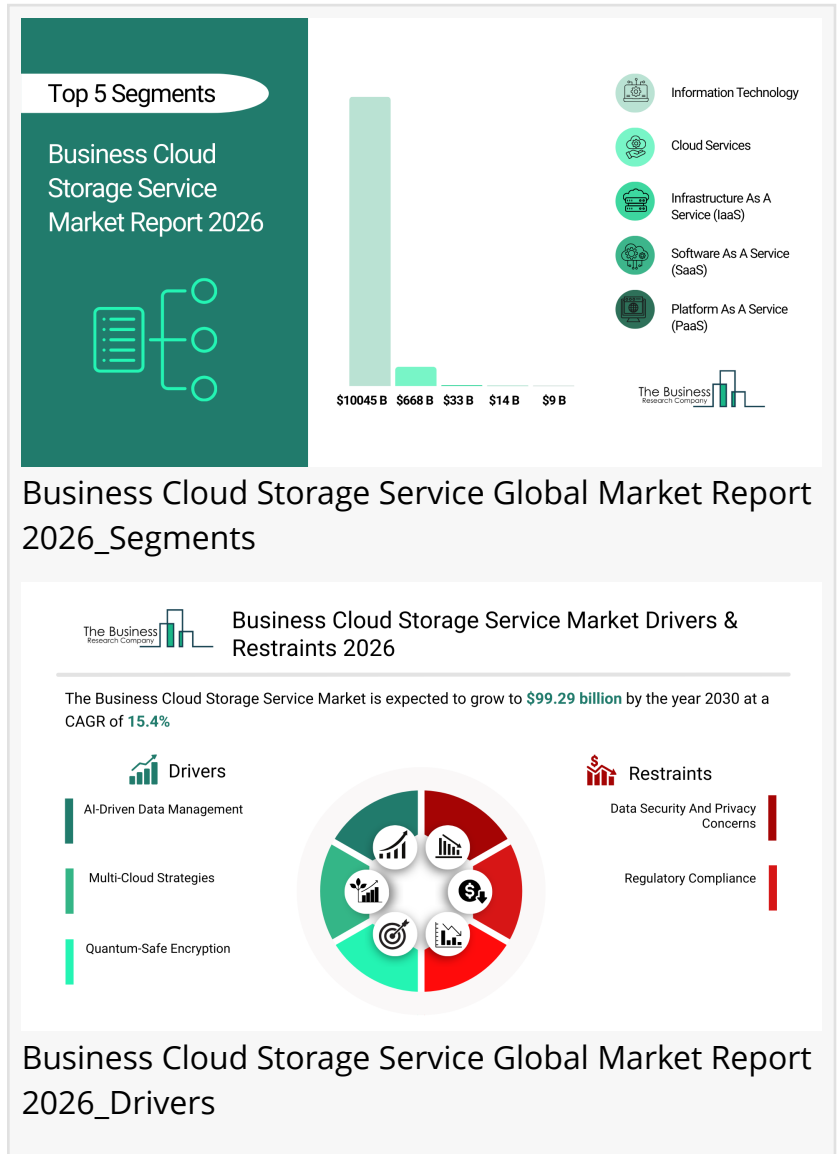 Top 5 Segments
Business Cloud
Storage Service
Market Report 2026
$10045 B
$668 B
$33 B
$14 B
$9 B
Information Technology
Cloud Services
Infrastructure As A
Service (IaaS)
Software As A Service
(SaaS)
Platform As A Service
(PaaS)
The Business
Research Company
Business Cloud Storage Service Global Market Report
2026_Segments
The Business
Research Company
Business Cloud Storage Service Market Drivers &
Restraints 2026
The Business Cloud Storage Service Market is expected to grow to $99.29 billion by the year 2030 at a
CAGR of 15.4%
Drivers
AI-Driven Data Management
Multi-Cloud Strategies
Quantum-Safe Encryption
Restraints
Data Security And Privacy
Concerns
Regulatory Compliance
Business Cloud Storage Service Global Market Report
2026_Drivers